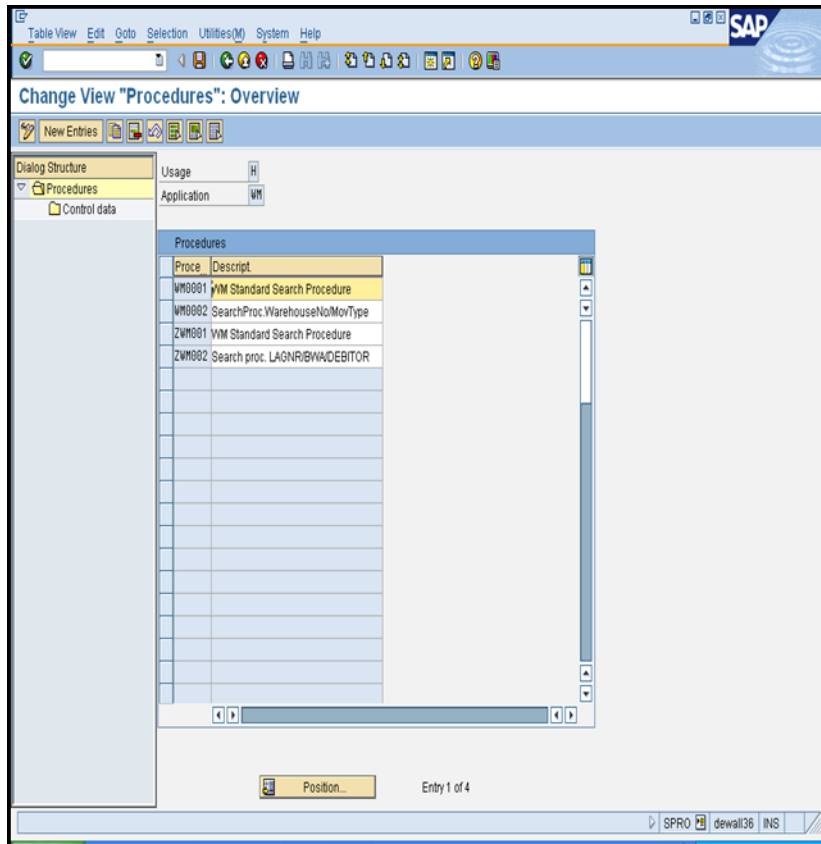 Table View Edit Goto Selection Utilities(M) System Help
SAP
Change View "Procedures": Overview
New Entries
Dialog Structure
Procedures
Control data
Usage H
Application WM
Procedures
Proce... Descript.
WM0001 WM Standard Search Procedure
WM0002 SearchProc.WarehouseNo/MovType
ZWM001 WM Standard Search Procedure
ZWM002 Search proc. LAGNR/BWA/DEBITOR
Position... Entry 1 of 4
SPRO dewall36 INS